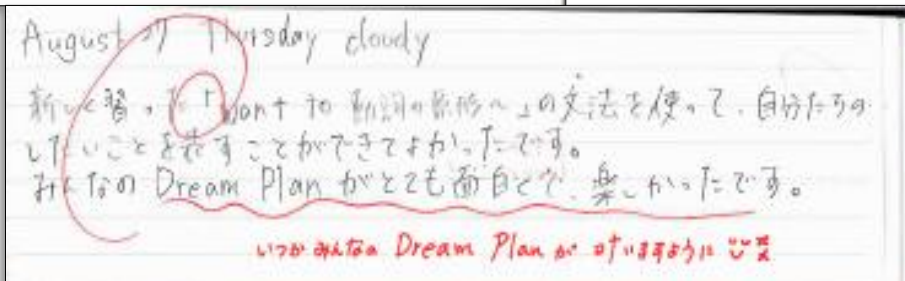 August 27 Thursday cloudy
新しく習った「want to 動詞の原形〜」の文法を使って、自分たちの
したいことを表すことができてよかったです。
みんなの Dream Plan がとても面白くて、楽しかったです。
いつか みんなの Dream Plan が 叶いますように